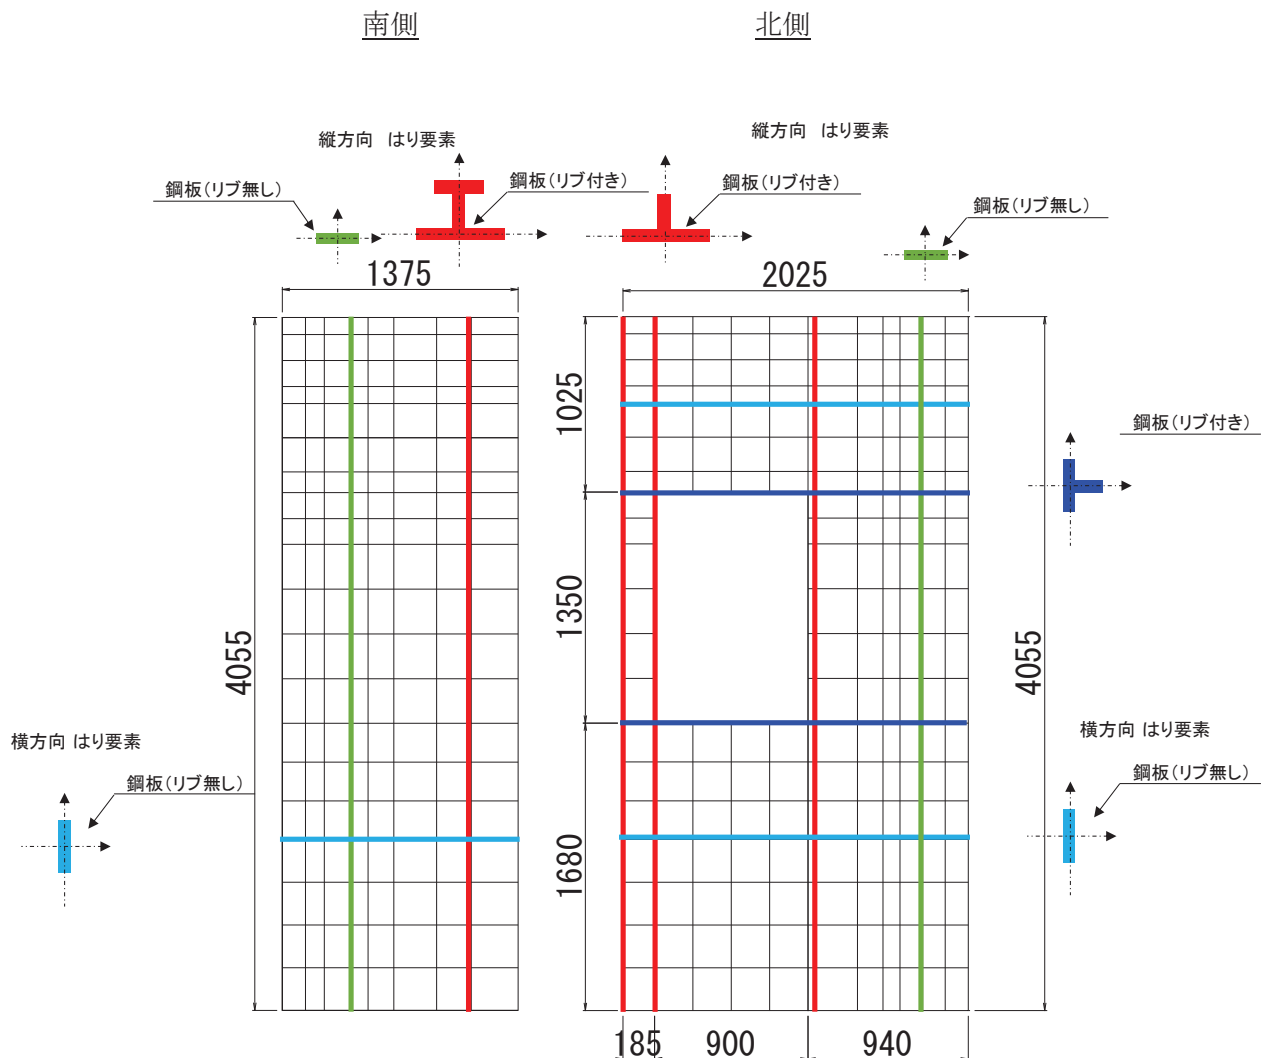 南側
北側
縦方向 はり要素
縦方向 はり要素
鋼板(リブ無し)
鋼板(リブ付き)
鋼板(リブ付き)
鋼板(リブ無し)
1375
2025
1025
鋼板(リブ付き)
1350
4055
4055
横方向 はり要素
鋼板(リブ無し)
横方向 はり要素
鋼板(リブ無し)
1680
185
900
940